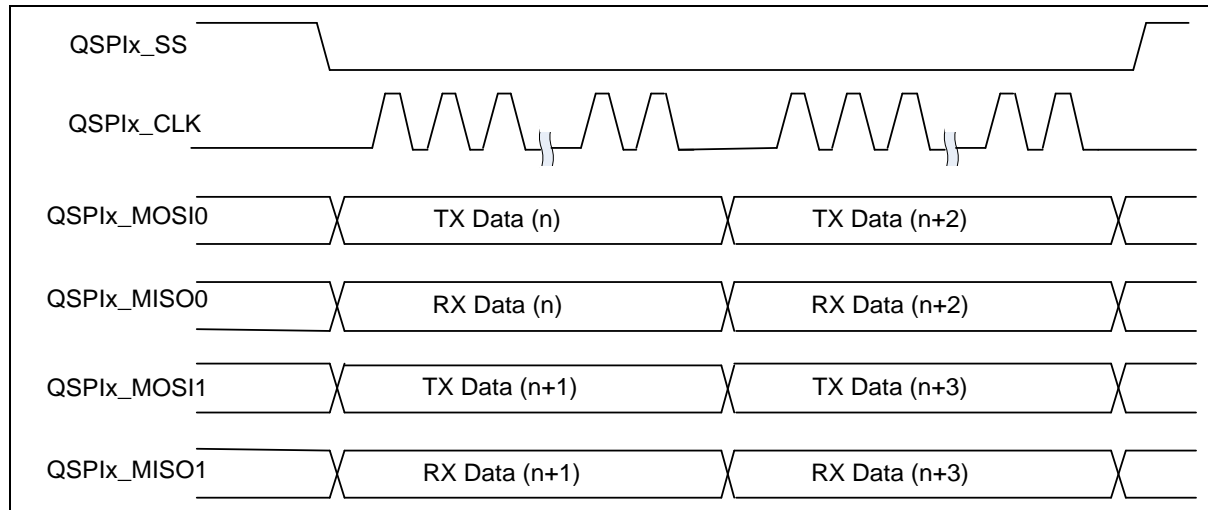 QSPIx_SS
QSPIx_CLK
QSPIx_MOSI0 TX Data (n) TX Data (n+2)
QSPIx_MISO0 RX Data (n) RX Data (n+2)
QSPIx_MOSI1 TX Data (n+1) TX Data (n+3)
QSPIx_MISO1 RX Data (n+1) RX Data (n+3)